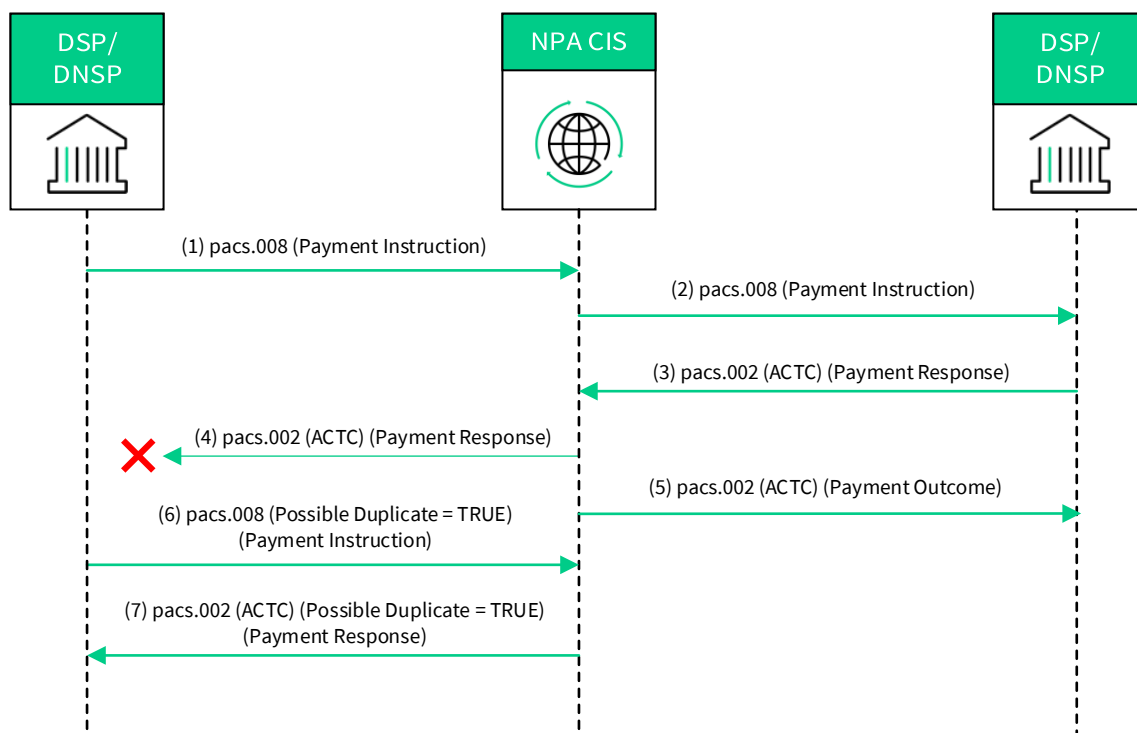 DSP/
DNSP
NPA CIS
DSP/
DNSP
(1) pacs.008 (Payment Instruction)
(2) pacs.008 (Payment Instruction)
(3) pacs.002 (ACTC) (Payment Response)
(4) pacs.002 (ACTC) (Payment Response)
(5) pacs.002 (ACTC) (Payment Outcome)
(6) pacs.008 (Possible Duplicate = TRUE)
(Payment Instruction)
(7) pacs.002 (ACTC) (Possible Duplicate = TRUE)
(Payment Response)